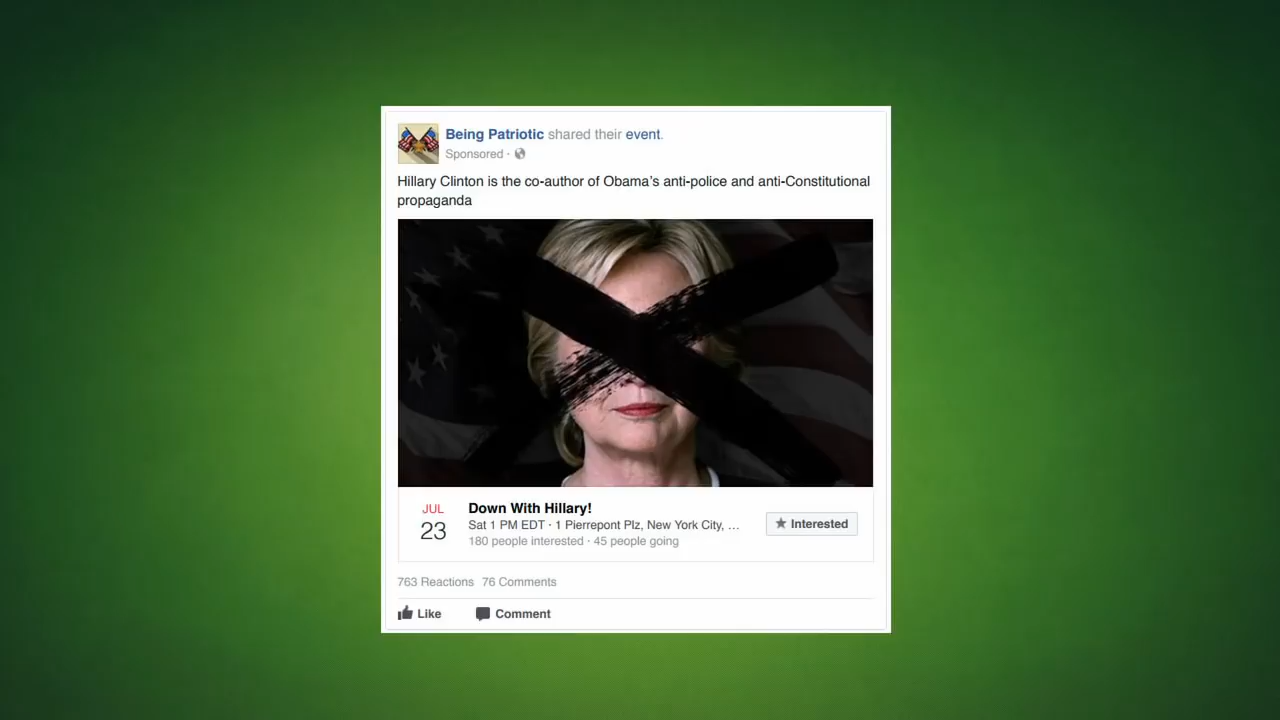 Being Patriotic shared their event.
Sponsored ·
Hillary Clinton is the co-author of Obama's anti-police and anti-Constitutional
propaganda
JUL
23
Down With Hillary!
Sat 1 PM EDT · 1 Pierrepont Plz, New York City, ...
180 people interested · 45 people going
Interested
763 Reactions 76 Comments
Like Comment